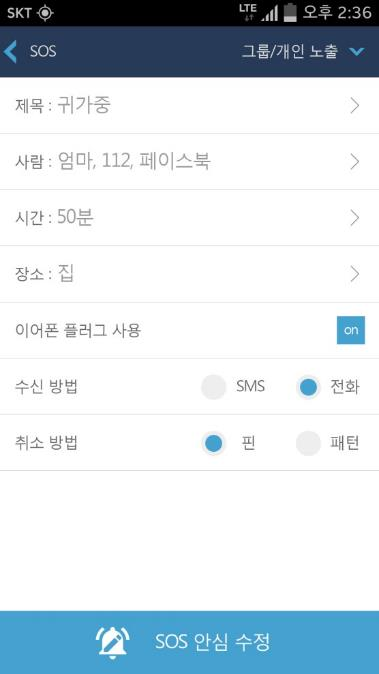 SKT LTE 오후 2:36
SOS 그룹/개인 노출
제목 : 귀가중
사람 : 엄마, 112, 페이스북
시간 : 50분
장소 : 집
이어폰 플러그 사용 on
수신 방법 SMS 전화
취소 방법 핀 패턴
SOS 안심 수정